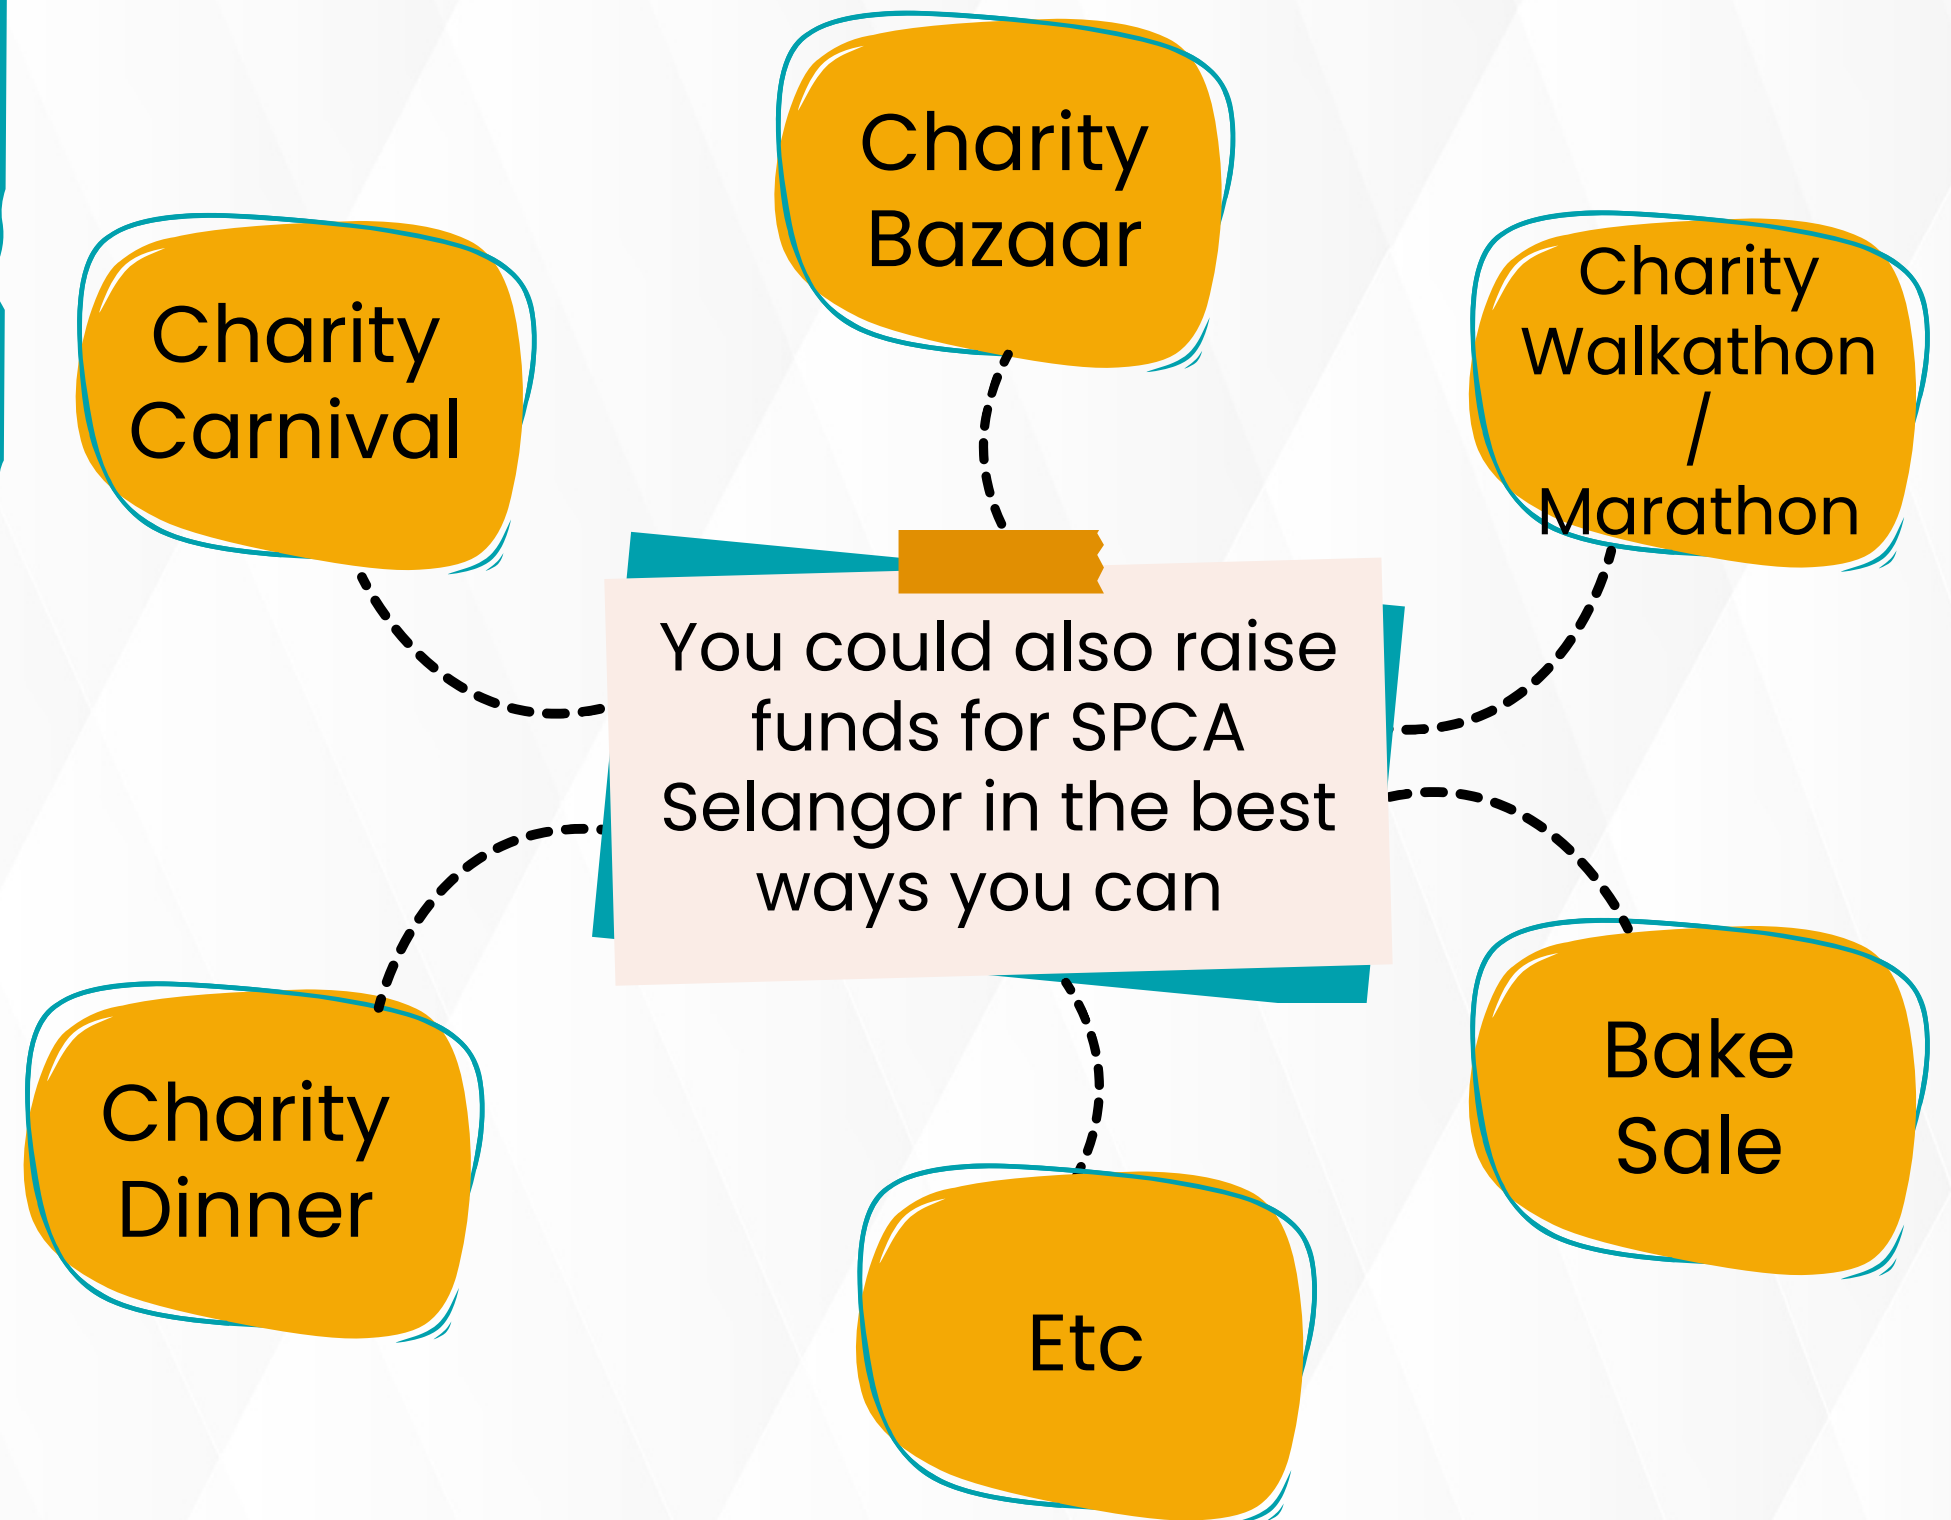 Charity
Bazaar
Charity
Carnival
Charity
Walkathon
/
Marathon
You could also raise
funds for SPCA
Selangor in the best
ways you can
Charity
Dinner
Bake
Sale
Etc